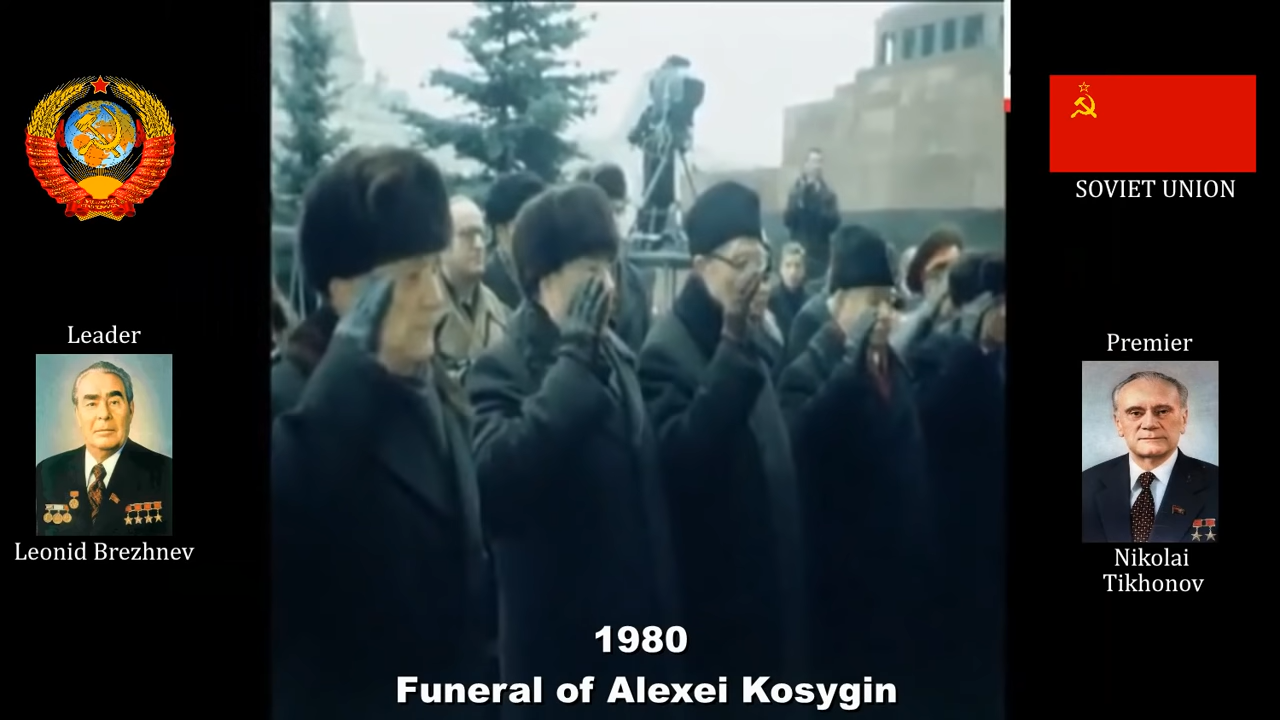 SOVIET UNION
Leader
Leonid Brezhnev
Premier
Nikolai
Tikhonov
1980
Funeral of Alexei Kosygin